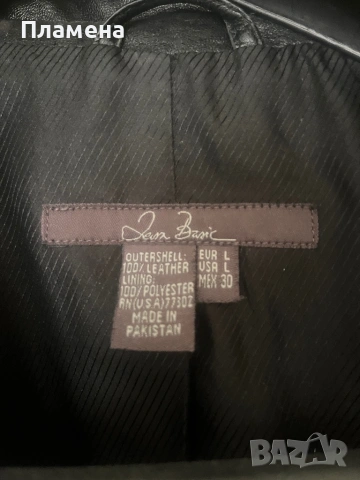 Пламена
Zara Basic
OUTERSHELL:
100% LEATHER
LINING:
100% POLYESTER
RN(USA)77302
MADE IN
PAKISTAN
EUR L
USA L
MEX 30
BAZAR